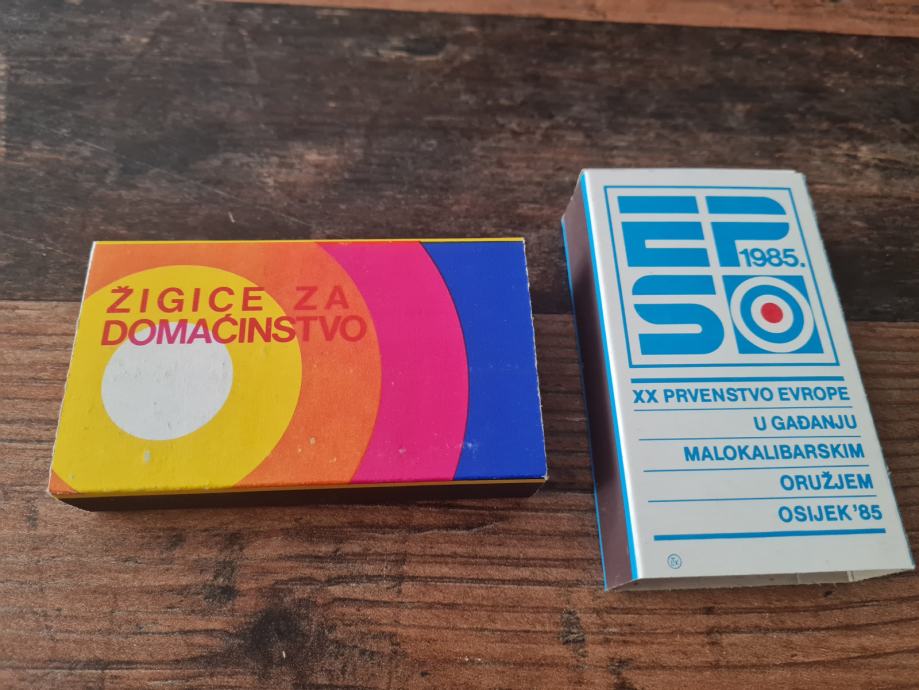 ŽIGICE ZA
DOMAĆINSTVO
EP
1985.
SO
XX PRVENSTVO EVROPE
U GAĐANJU
MALOKALIBARSKIM
ORUŽJEM
OSIJEK '85